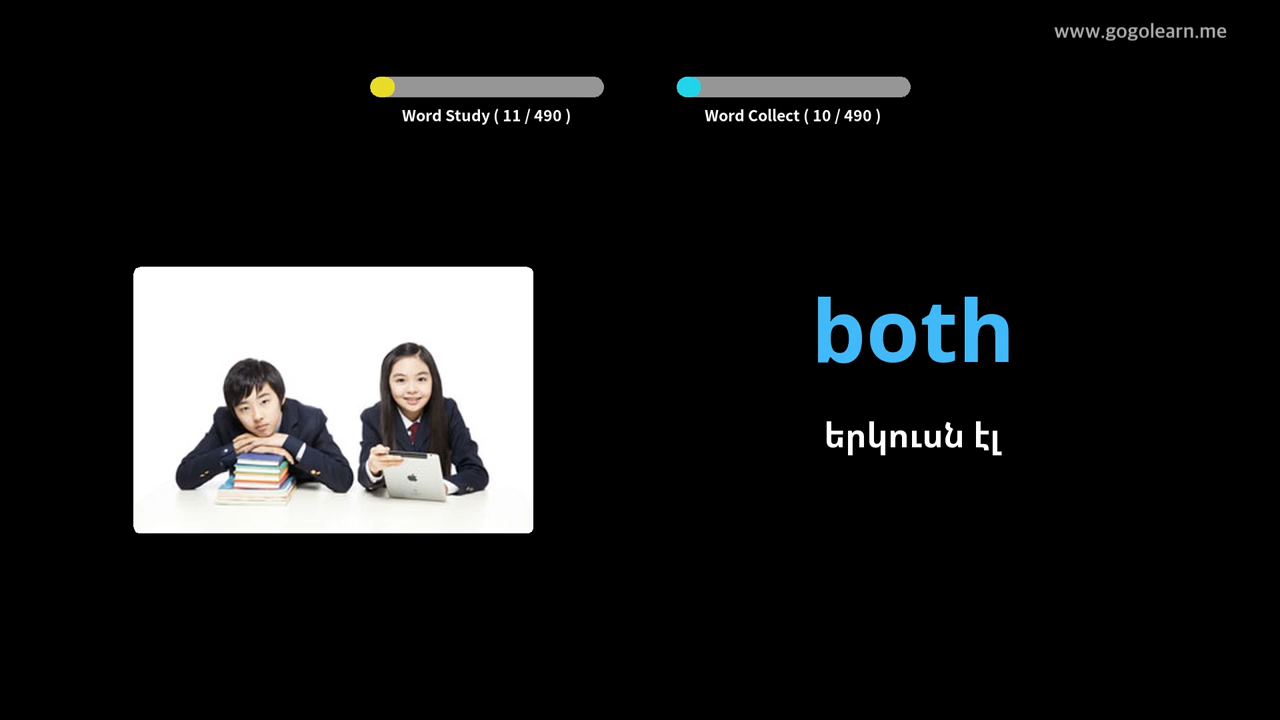 www.gogolearn.me
Word Study ( 11 / 490 )
Word Collect ( 10 / 490 )
both
երկուսն էլ